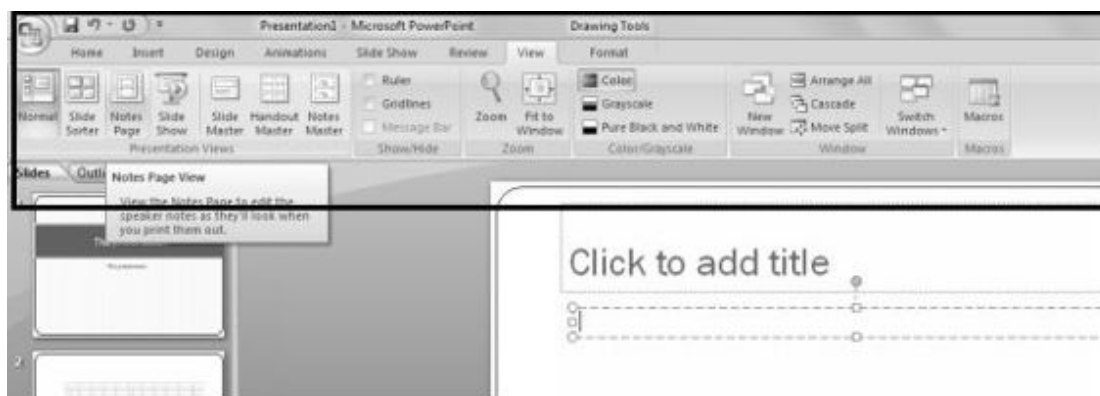 Presentation1 - Microsoft PowerPoint Drawing Tools
Home Insert Design Animations Slide Show Review View Format
Normal Slide Sorter Notes Page Slide Show Slide Master Handout Master Notes Master
Presentation Views
Ruler
Gridlines
Message Bar
Show/Hide
Zoom Fit to Window
Zoom
Color
Grayscale
Pure Black and White
Color/Grayscale
New Window
Arrange All
Cascade
Move Split
Switch Windows
Window
Macros
Macros
Slides Outli
Notes Page View
View the Notes Page to edit the
speaker notes as they'll look when
you print them out.
Click to add title
2